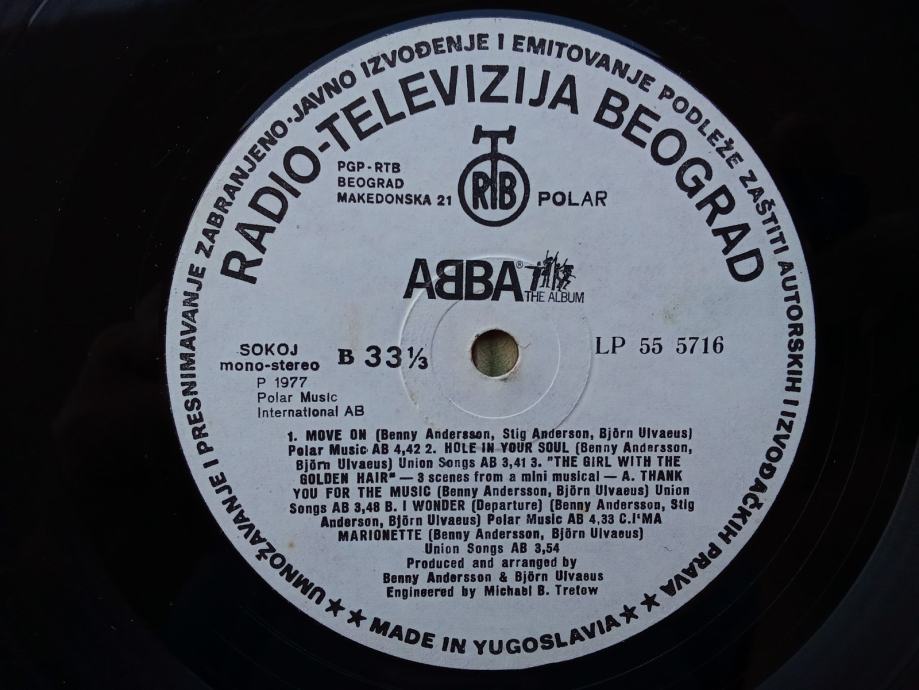 UMNOŽAVANJE I PRESNIMAVANJE ZABRANJENO·JAVNO IZVOĐENJE I EMITOVANJE PODLEŽE ZAŠTITI AUTORSKIH I IZVOĐAČKIH PRAVA ★★
RADIO-TELEVIZIJA BEOGRAD
PGP-RTB
BEOGRAD
MAKEDONSKA 21
RTB
POLAR
ABBA®
THE ALBUM
SOKOJ
mono-stereo
B 33⅓
LP 55 5716
P 1977
Polar Music
International AB
1. MOVE ON (Benny Andersson, Stig Anderson, Björn Ulvaeus)
Polar Music AB 4,42 2. HOLE IN YOUR SOUL (Benny Andersson,
Björn Ulvaeus) Union Songs AB 3,41 3. "THE GIRL WITH THE
GOLDEN HAIR" — 3 scenes from a mini musical — A. THANK
YOU FOR THE MUSIC (Benny Andersson, Björn Ulvaeus) Union
Songs AB 3,48 B. I WONDER (Departure) (Benny Andersson, Stig
Anderson, Björn Ulvaeus) Polar Music AB 4,33 C.I'MA
MARIONETTE (Benny Andersson, Björn Ulvaeus)
Union Songs AB 3,54
Produced and arranged by
Benny Andersson & Björn Ulvaeus
Engineered by Michael B. Tretow
★★ MADE IN YUGOSLAVIA